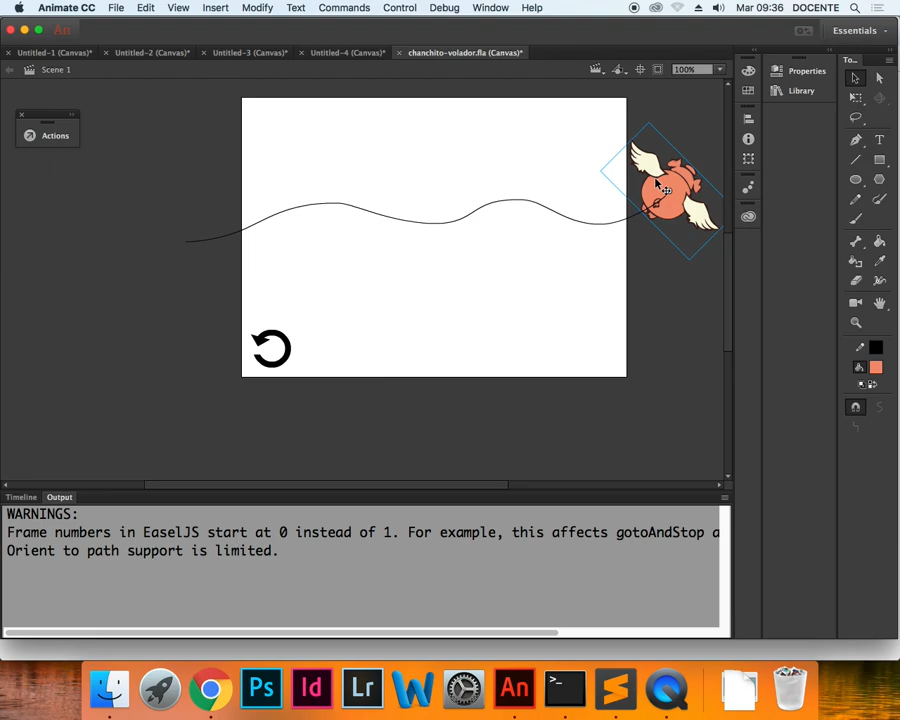 Animate CC File Edit View Insert Modify Text Commands Control Debug Window Help Mar 09:36 DOCENTE
An Essentials
× Untitled-1 (Canvas)* × Untitled-2 (Canvas)* × Untitled-3 (Canvas)* × Untitled-4 (Canvas)* × chanchito-volador.fla (Canvas)* To...
Scene 1 100% Properties
Library
Actions
T
Timeline Output
WARNINGS:
Frame numbers in EaselJS start at 0 instead of 1. For example, this affects gotoAndStop a
Orient to path support is limited.
Ps Id Lr W An >_ S